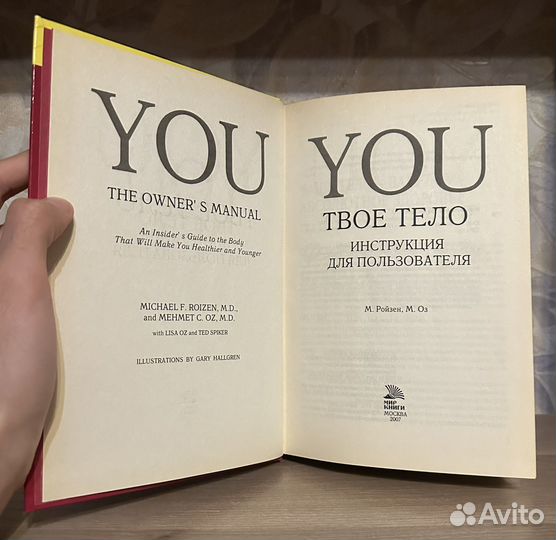 YOU
THE OWNER'S MANUAL
An Insider's Guide to the Body
That Will Make You Healthier and Younger
MICHAEL F. ROIZEN, M.D.,
and MEHMET C. OZ, M.D.
with LISA OZ and TED SPIKER
ILLUSTRATIONS BY GARY HALLGREN
YOU
ТВОЕ ТЕЛО
ИНСТРУКЦИЯ
ДЛЯ ПОЛЬЗОВАТЕЛЯ
М. Ройзен, М. Оз
МИР
КНИГИ
МОСКВА
2007
Avito